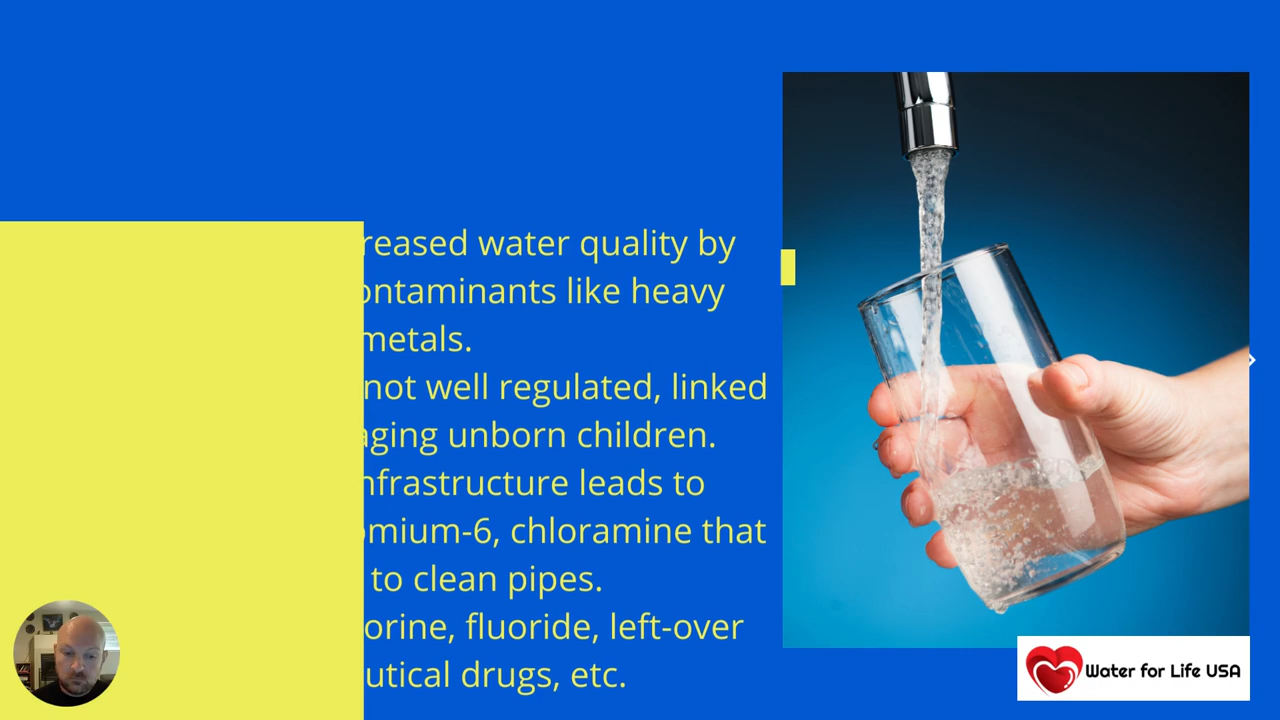 reased water quality by
ontaminants like heavy
metals.
not well regulated, linked
aging unborn children.
nfrastructure leads to
omium-6, chloramine that
to clean pipes.
orine, fluoride, left-over
utical drugs, etc.
Water for Life USA